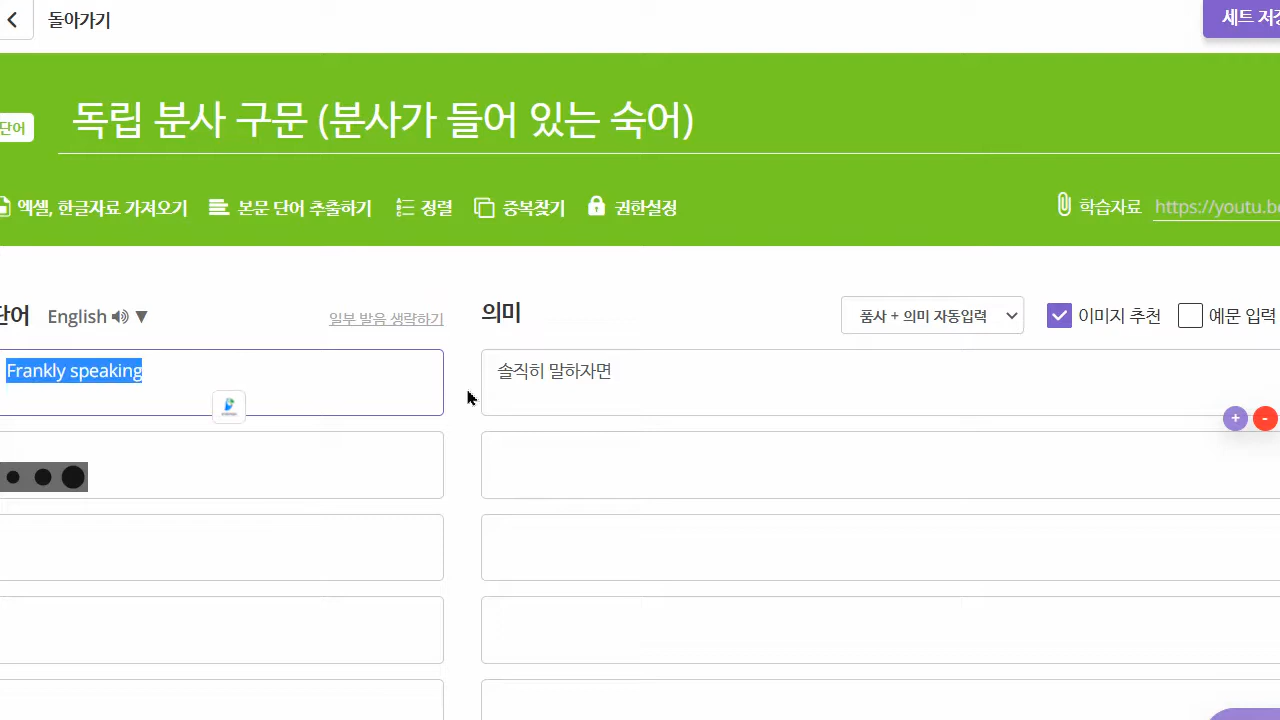 돌아가기
세트 저장
단어
독립 분사 구문 (분사가 들어 있는 숙어)
엑셀, 한글자료 가져오기 본문 단어 추출하기 정렬 중복찾기 권한설정
학습자료 https://youtu.be
단어 English ▼ 일부 발음 생략하기 의미 품사 + 의미 자동입력 이미지 추천 예문 입력
Frankly speaking 솔직히 말하자면
+ -